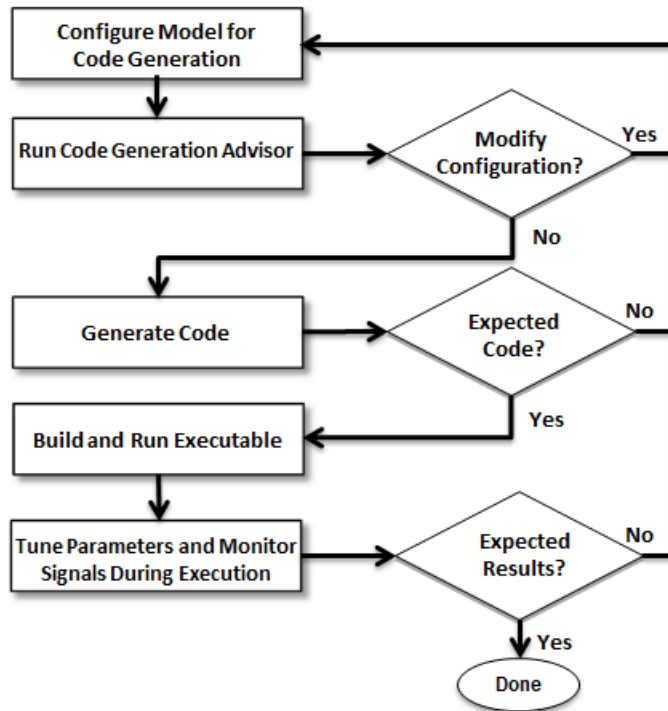 Configure Model for
Code Generation
Run Code Generation Advisor
Modify
Configuration?
Yes
No
Generate Code
Expected
Code?
No
Yes
Build and Run Executable
Tune Parameters and Monitor
Signals During Execution
Expected
Results?
No
Yes
Done